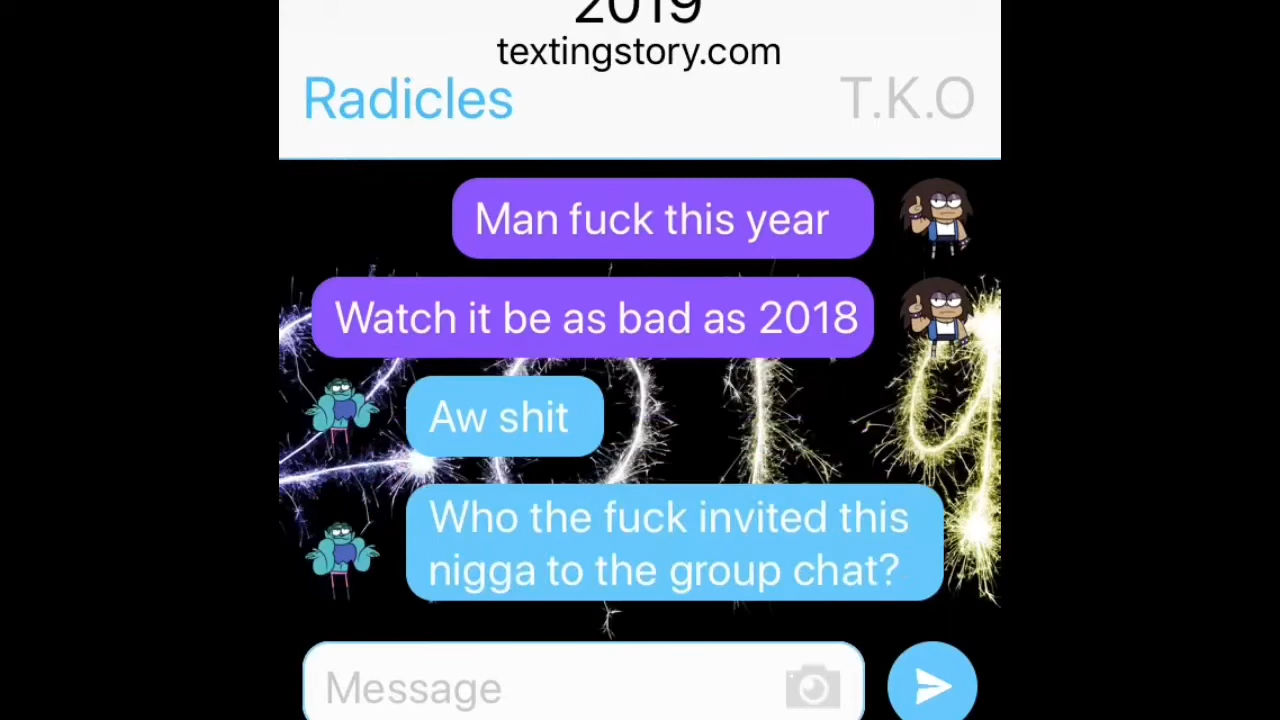 2019
textingstory.com
Radicles
T.K.O
Man fuck this year
Watch it be as bad as 2018
Aw shit
Who the fuck invited this
nigga to the group chat?
Message